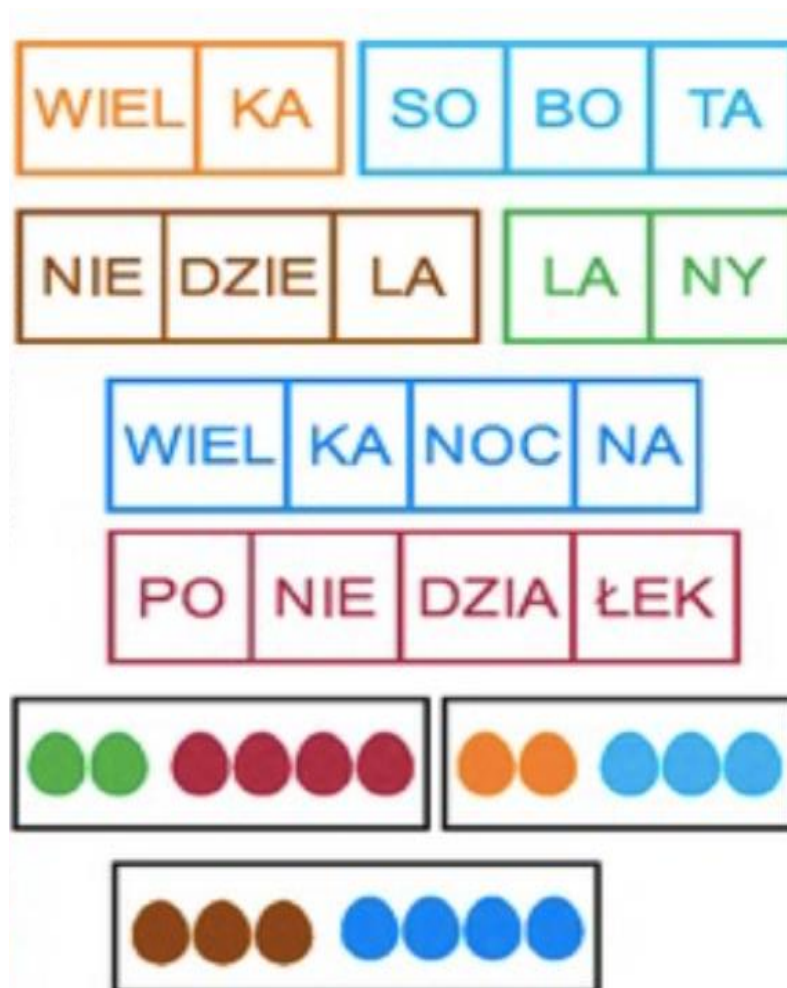 WIEL KA SO BO TA
NIE DZIE LA LA NY
WIEL KA NOC NA
PO NIE DZIA ŁEK